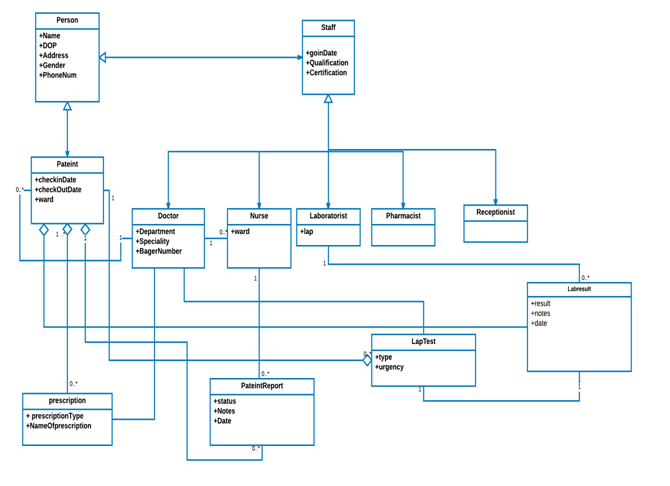 Person
+Name
+DOP
+Address
+Gender
+PhoneNum
Staff
+goinDate
+Qualification
+Certification
Pateint
+checkinDate
+checkOutDate
+ward
0..*
1
1
1
Doctor
+Department
+Speciality
+BagerNumber
1
0..*
1
Nurse
+ward
1
Laboratorist
+lap
1
Pharmacist
Receptionist
0..*
Labresult
+result
+notes
+date
1
LapTest
+type
+urgency
0..*
1
0..*
prescription
+ prescriptionType
+NameOfprescription
0..*
PateintReport
+status
+Notes
+Date
0..*